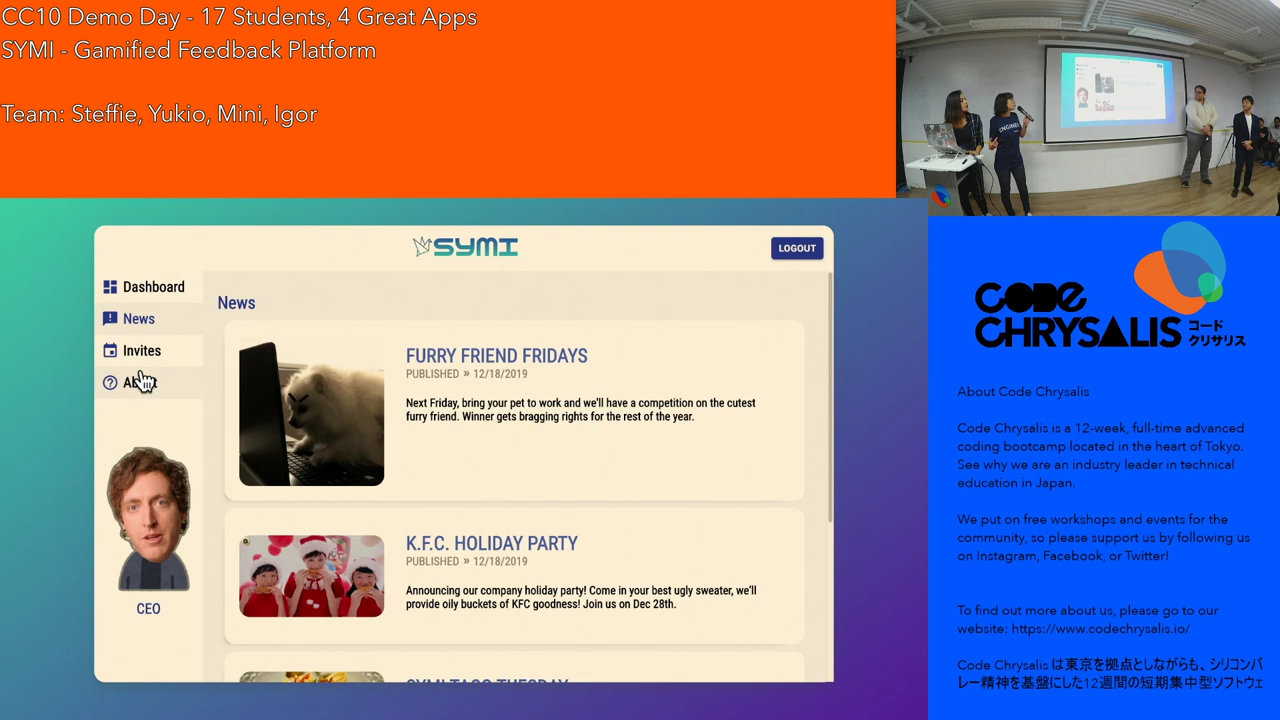 CC10 Demo Day - 17 Students, 4 Great Apps
SYMI - Gamified Feedback Platform
Team: Steffie, Yukio, Mini, Igor
SYMI
LOGOUT
Dashboard
News
Invites
CEO
News
FURRY FRIEND FRIDAYS
PUBLISHED » 12/18/2019
Next Friday, bring your pet to work and we'll have a competition on the cutest
furry friend. Winner gets bragging rights for the rest of the year.
K.F.C. HOLIDAY PARTY
PUBLISHED » 12/18/2019
Announcing our company holiday party! Come in your best ugly sweater, we'll
provide oily buckets of KFC goodness! Join us on Dec 28th.
SYMI TACO TUESDAY
CODE
CHRYSALIS
コード
クリサリス
About Code Chrysalis
Code Chrysalis is a 12-week, full-time advanced
coding bootcamp located in the heart of Tokyo.
See why we are an industry leader in technical
education in Japan.
We put on free workshops and events for the
community, so please support us by following us
on Instagram, Facebook, or Twitter!
To find out more about us, please go to our
website: https://www.codechrysalis.io/
Code Chrysalis は東京を拠点としながらも、シリコンバ
レー精神を基盤にした12週間の短期集中型ソフトウェ